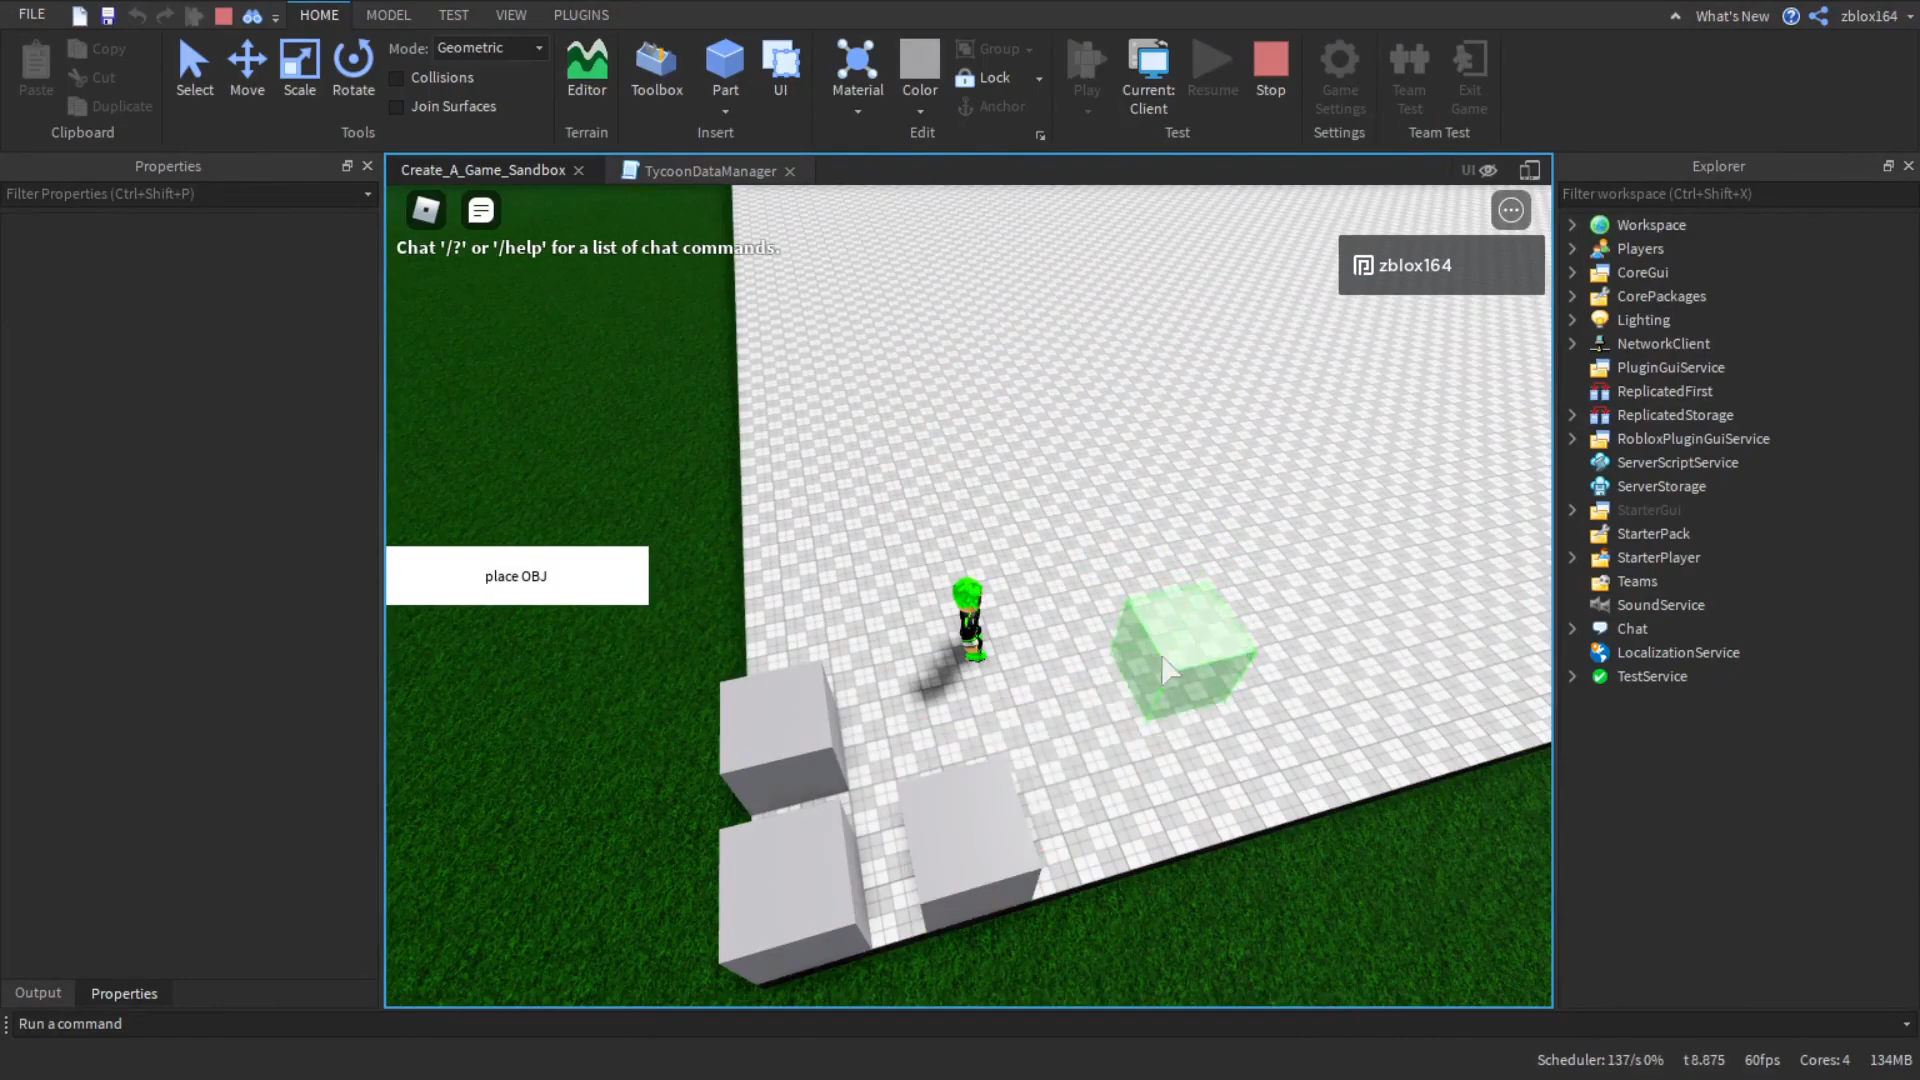 FILE
HOME
MODEL
TEST
VIEW
PLUGINS
What's New
zblox164
Paste
Copy
Cut
Duplicate
Clipboard
Select
Move
Scale
Rotate
Mode: Geometric
Collisions
Join Surfaces
Tools
Editor
Terrain
Toolbox
Part
UI
Insert
Material
Color
Group
Lock
Anchor
Edit
Play
Current:
Client
Resume
Stop
Test
Game
Settings
Settings
Team
Test
Exit
Game
Team Test
Properties
Filter Properties (Ctrl+Shift+P)
Create_A_Game_Sandbox
TycoonDataManager
UI
Chat '/?' or '/help' for a list of chat commands.
zblox164
place OBJ
Explorer
Filter workspace (Ctrl+Shift+X)
Workspace
Players
CoreGui
CorePackages
Lighting
NetworkClient
PluginGuiService
ReplicatedFirst
ReplicatedStorage
RobloxPluginGuiService
ServerScriptService
ServerStorage
StarterGui
StarterPack
StarterPlayer
Teams
SoundService
Chat
LocalizationService
TestService
Output
Properties
Run a command
Scheduler: 137/s 0%
t 8.875
60fps
Cores: 4
134MB